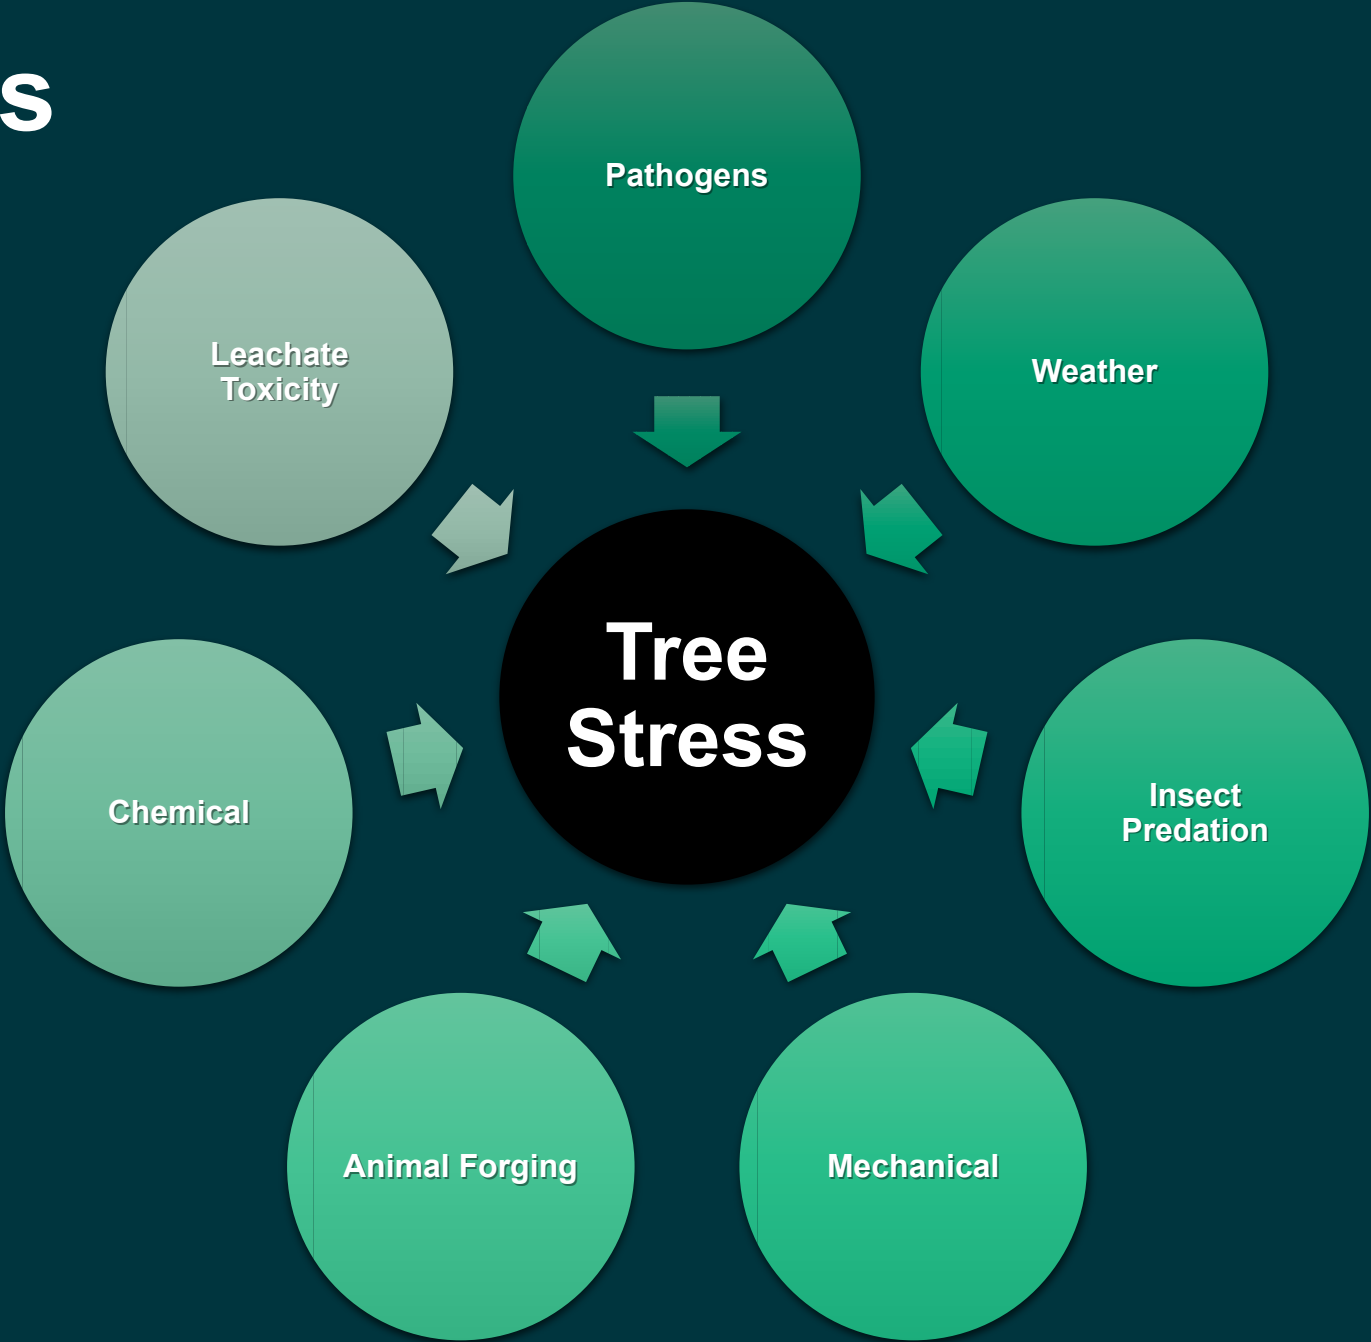 s
Pathogens
Weather
Leachate
Toxicity
Tree
Stress
Insect
Predation
Chemical
Mechanical
Animal Forging